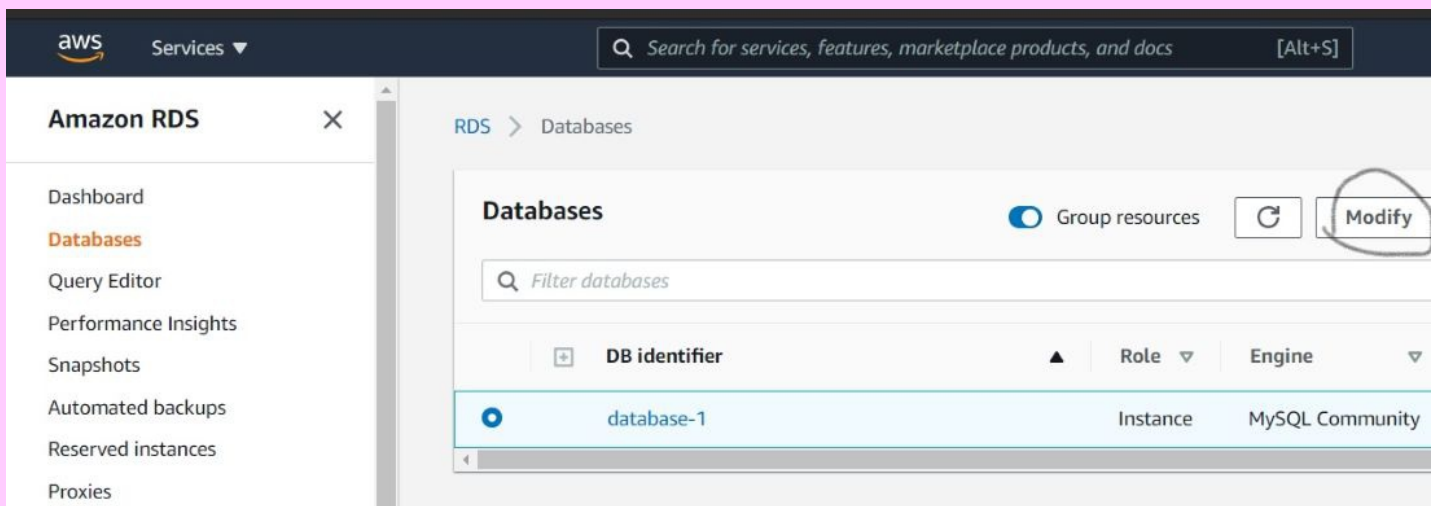 aws Services ▼ Search for services, features, marketplace products, and docs [Alt+S]
Amazon RDS
Dashboard
Databases
Query Editor
Performance Insights
Snapshots
Automated backups
Reserved instances
Proxies
RDS > Databases
Databases Group resources Modify
Filter databases
DB identifier Role Engine
database-1 Instance MySQL Community